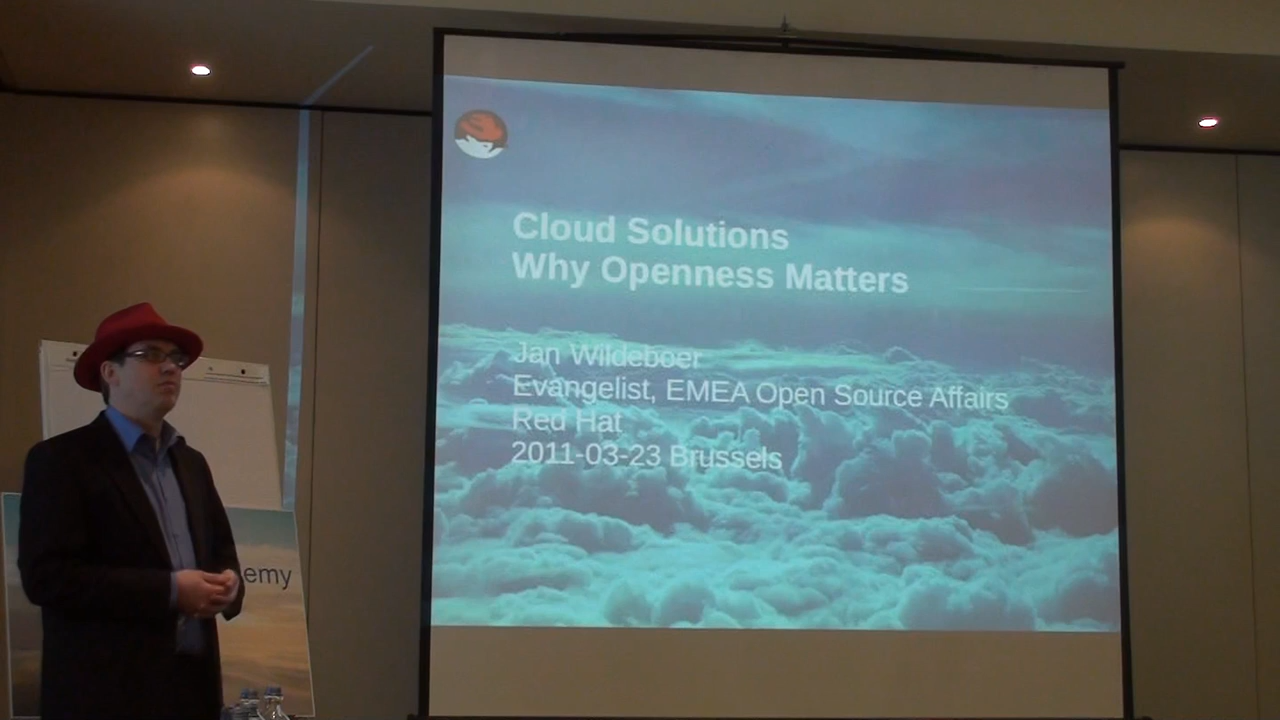 Cloud Solutions
Why Openness Matters
Jan Wildeboer
Evangelist, EMEA Open Source Affairs
Red Hat
2011-03-23 Brussels
emy